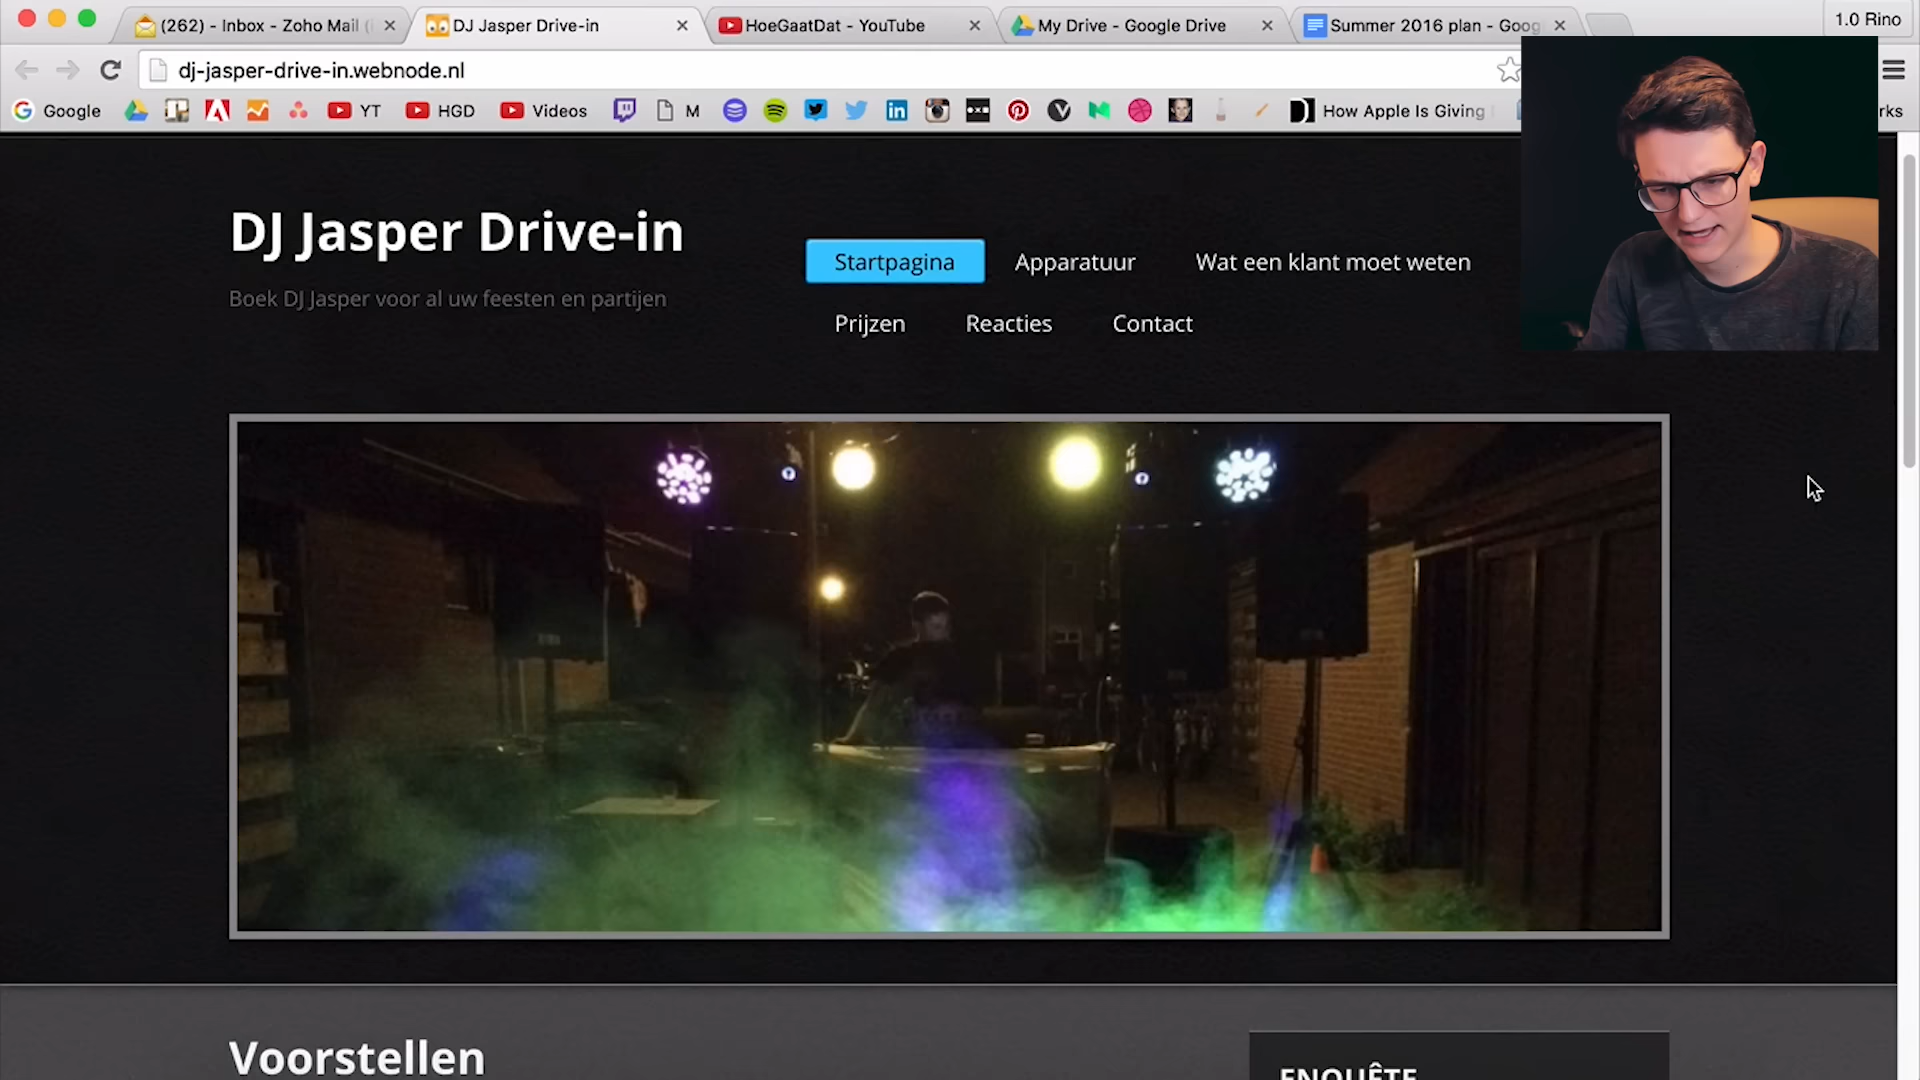 (262) - Inbox - Zoho Mail (
DJ Jasper Drive-in
HoeGaatDat - YouTube
My Drive - Google Drive
Summer 2016 plan - Goog
1.0 Rino
dj-jasper-drive-in.webnode.nl
Google
YT
HGD
Videos
M
How Apple Is Giving
rks
DJ Jasper Drive-in
Boek DJ Jasper voor al uw feesten en partijen
Startpagina
Apparatuur
Wat een klant moet weten
Prijzen
Reacties
Contact
Voorstellen
ENQUÊTE